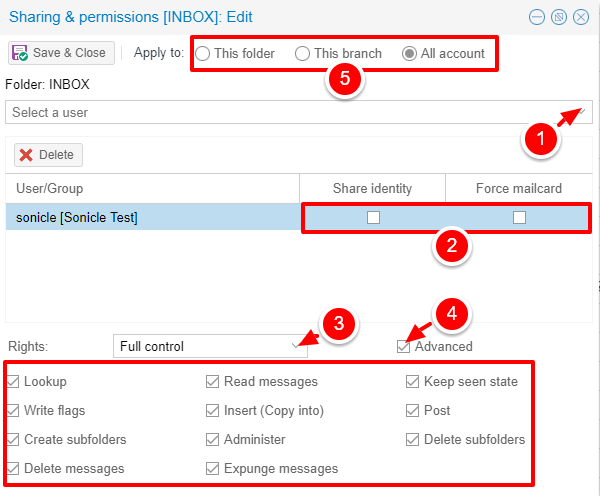 Sharing & permissions [INBOX]: Edit
Save & Close Apply to: This folder This branch All account
5
Folder: INBOX
Select a user
1
Delete
User/Group Share identity Force mailcard
sonicle [Sonicle Test]
2
3 4
Rights: Full control Advanced
Lookup Read messages Keep seen state
Write flags Insert (Copy into) Post
Create subfolders Administer Delete subfolders
Delete messages Expunge messages